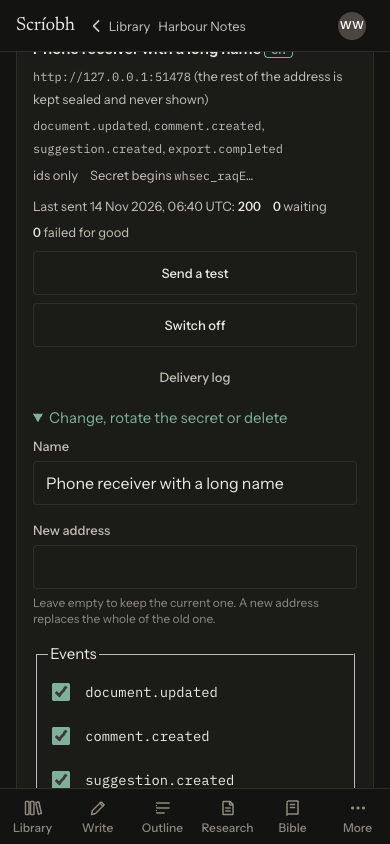 Scríobh
Library Harbour Notes
WW
Phone receiver with a long name
http://127.0.0.1:51478 (the rest of the address is
kept sealed and never shown)
document.updated, comment.created,
suggestion.created, export.completed
ids only Secret begins whsec_raqE…
Last sent 14 Nov 2026, 06:40 UTC: 200 0 waiting
0 failed for good
Send a test
Switch off
Delivery log
Change, rotate the secret or delete
Name
Phone receiver with a long name
New address
Leave empty to keep the current one. A new address
replaces the whole of the old one.
Events
document.updated
comment.created
suggestion.created
Library Write Outline Research Bible More